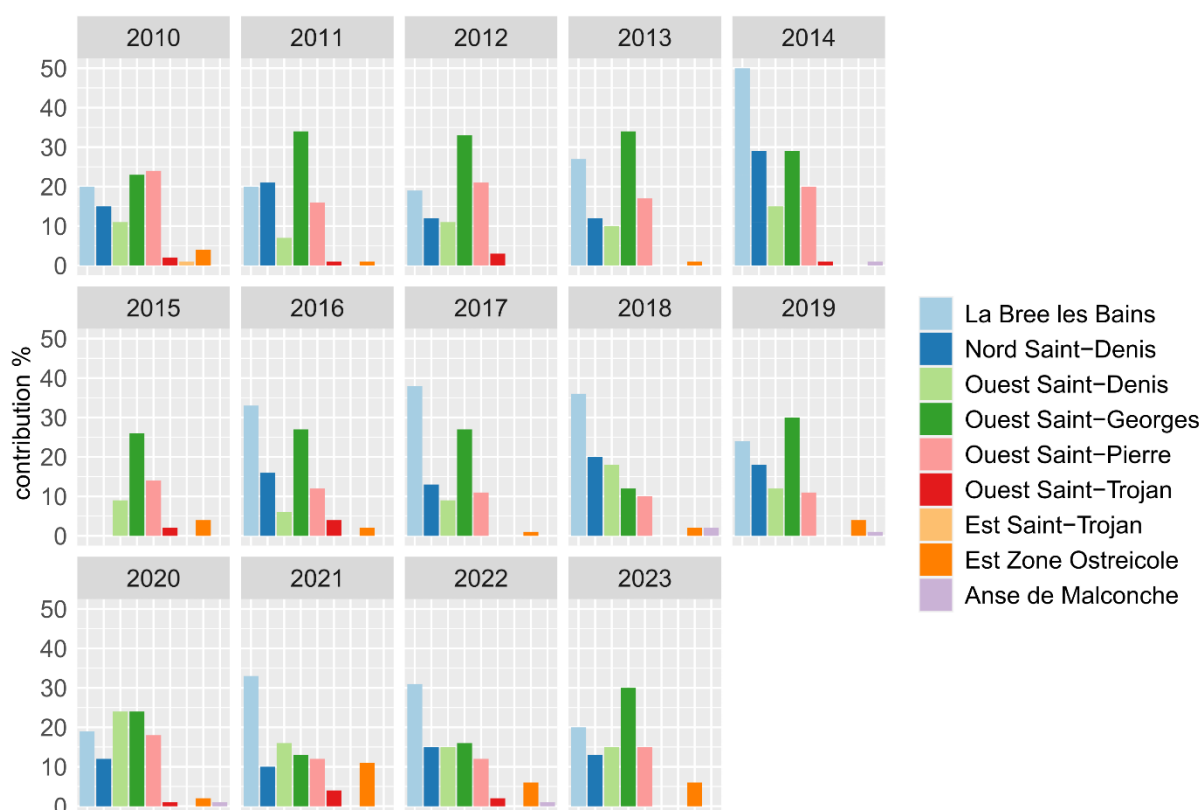 2010 2011 2012 2013 2014
50
40
30
20
10
0
2015 2016 2017 2018 2019
50
40
30
20
10
0
2020 2021 2022 2023
50
40
30
20
10
0
contribution %
La Bree les Bains
Nord Saint−Denis
Ouest Saint−Denis
Ouest Saint−Georges
Ouest Saint−Pierre
Ouest Saint−Trojan
Est Saint−Trojan
Est Zone Ostreicole
Anse de Malconche